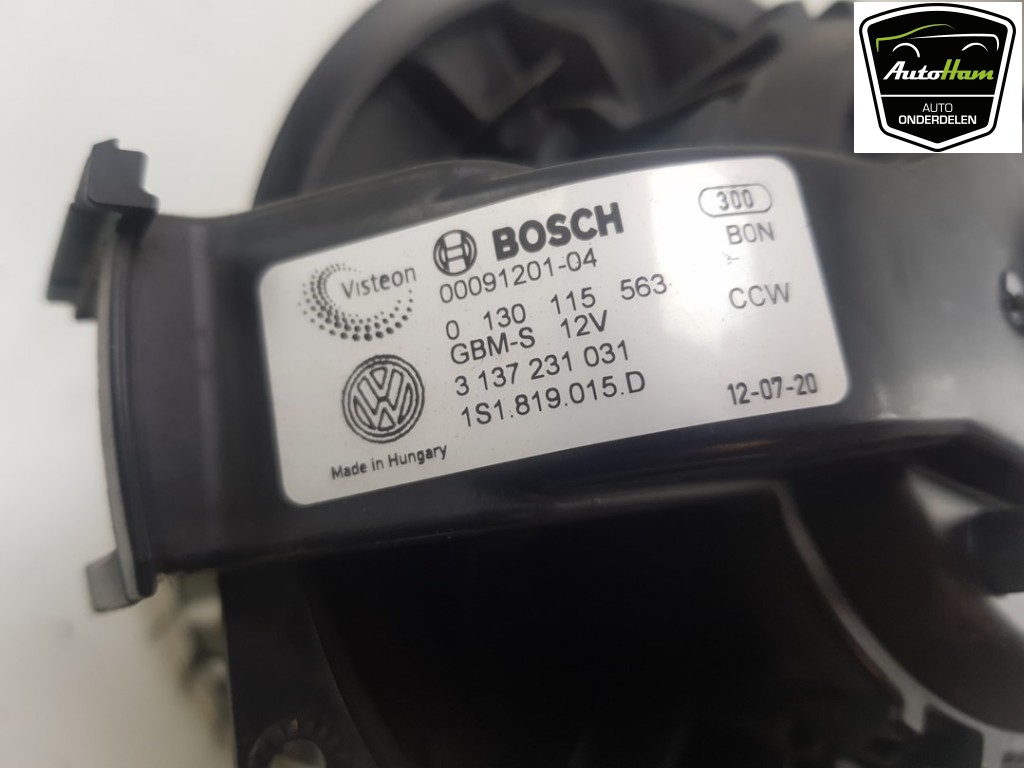 AutoHam
AUTO
ONDERDELEN
Visteon
BOSCH
00091201-04
0 130 115 563
GBM-S 12V
3 137 231 031
1S1.819.015.D
Made in Hungary
300
B0N
CCW
12-07-20